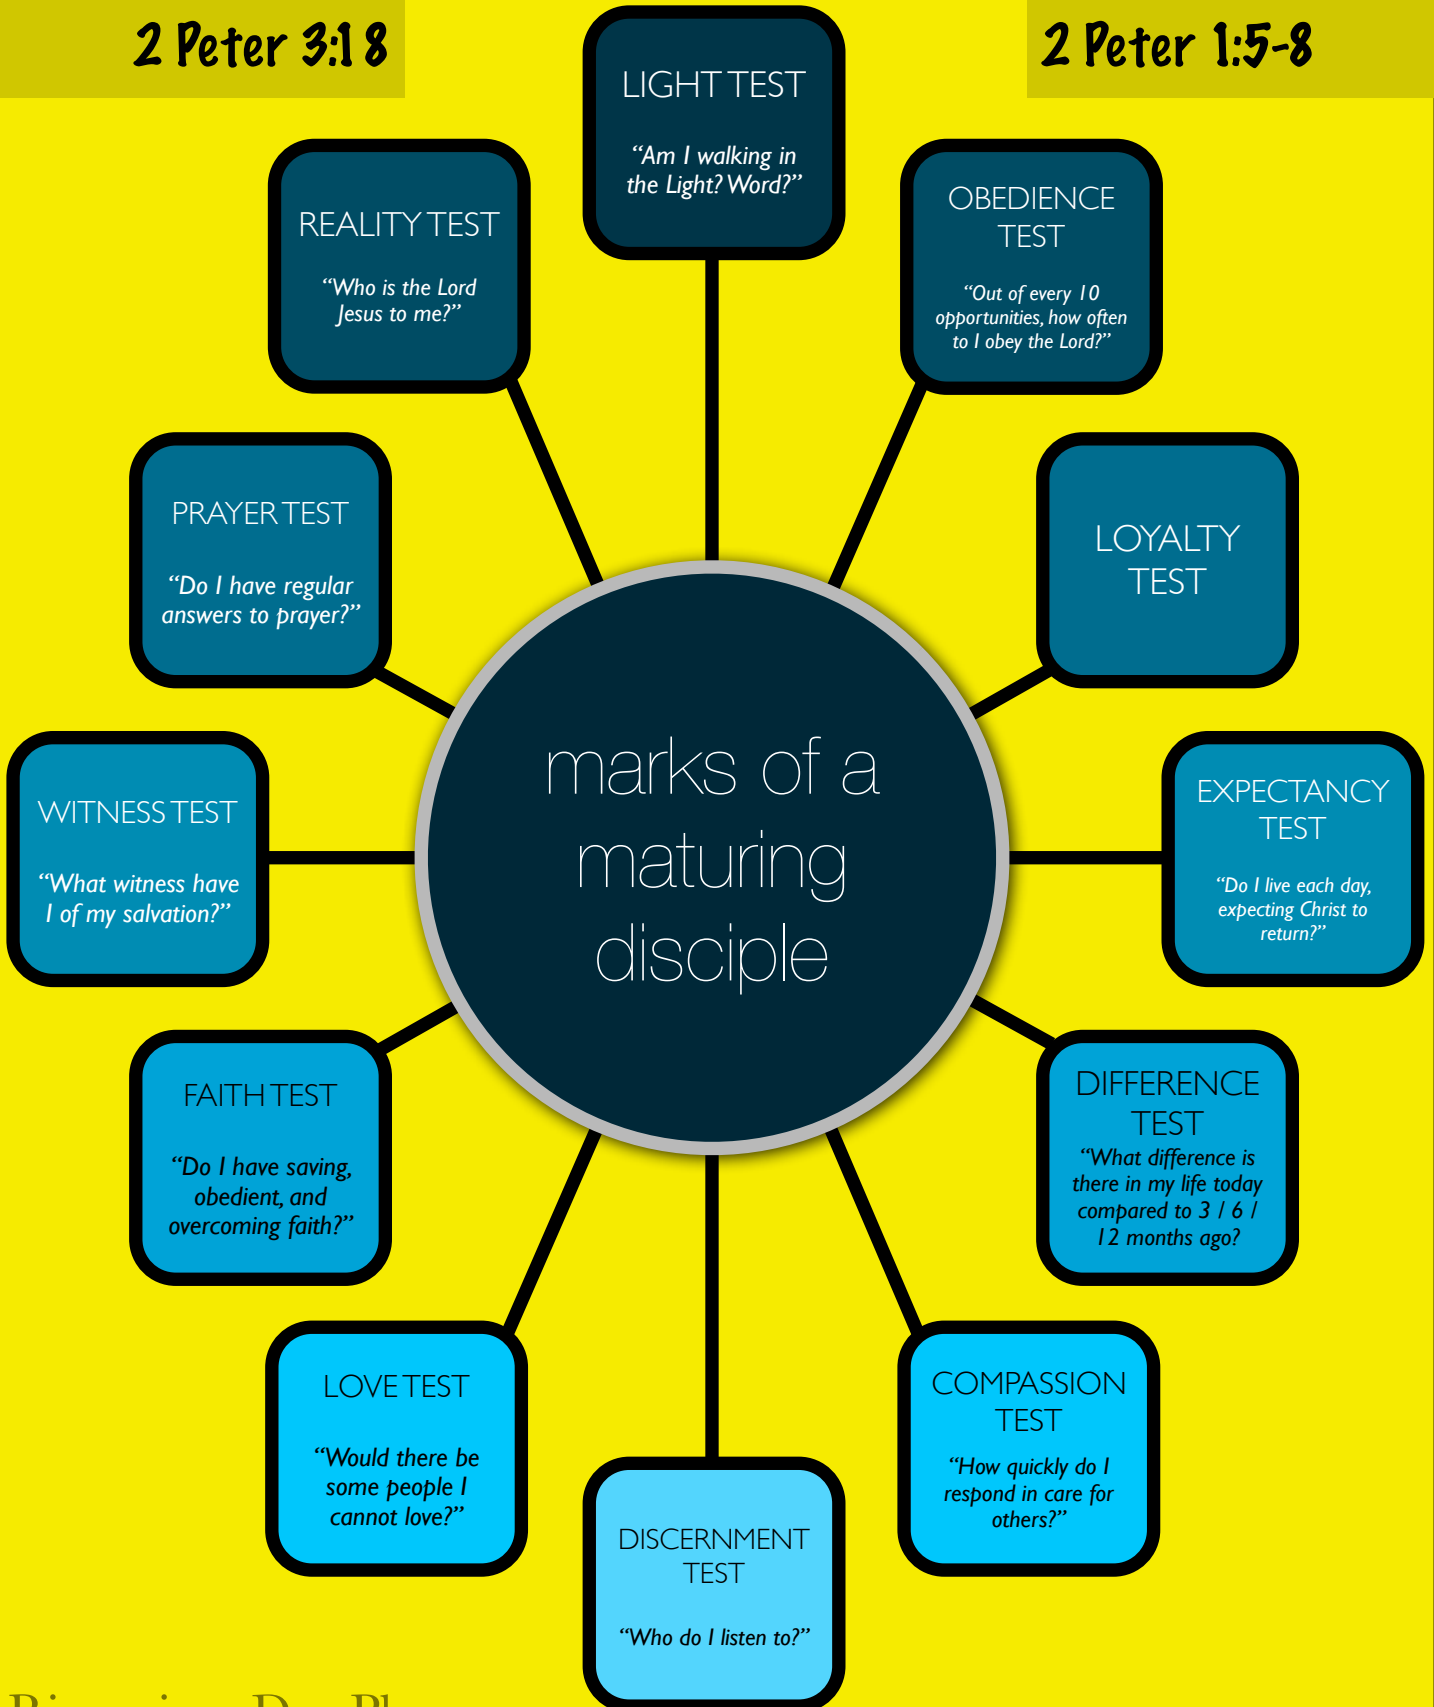 2 Peter 3:18
2 Peter 1:5-8
LIGHT TEST
“Am I walking in
the Light? Word?”
OBEDIENCE
TEST
“Out of every 10
opportunities, how often
to I obey the Lord?”
LOYALTY
TEST
EXPECTANCY
TEST
“Do I live each day,
expecting Christ to
return?”
DIFFERENCE
TEST
“What difference is
there in my life today
compared to 3 / 6 /
12 months ago?
COMPASSION
TEST
“How quickly do I
respond in care for
others?”
DISCERNMENT
TEST
“Who do I listen to?”
LOVE TEST
“Would there be
some people I
cannot love?”
FAITH TEST
“Do I have saving,
obedient, and
overcoming faith?”
WITNESS TEST
“What witness have
I of my salvation?”
PRAYER TEST
“Do I have regular
answers to prayer?”
REALITY TEST
“Who is the Lord
Jesus to me?”
marks of a
maturing
disciple